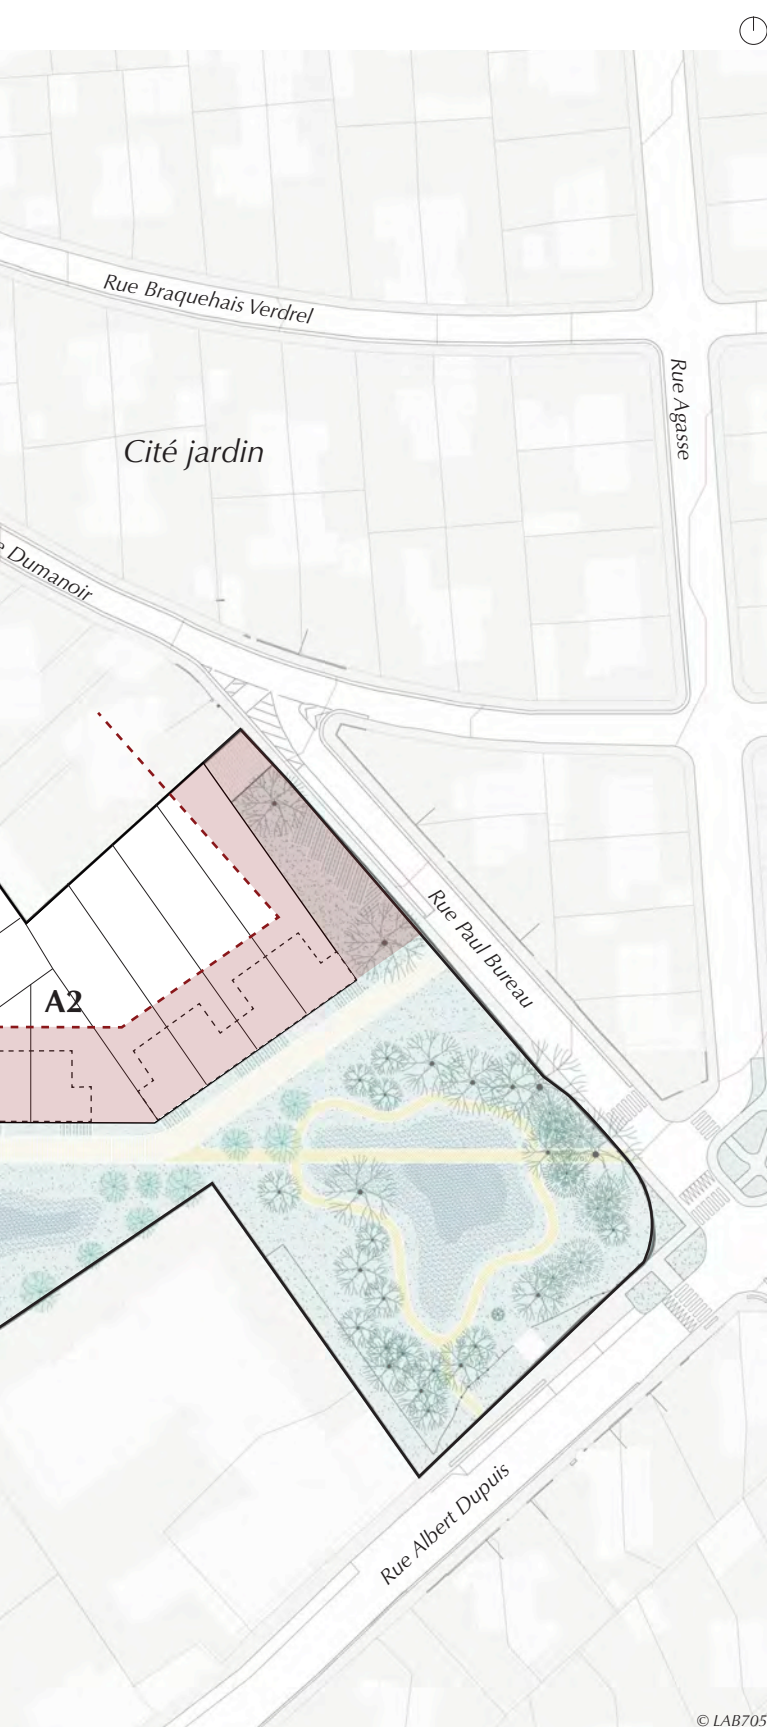 Rue Braquehais Verdrel
Rue Agasse
Cité jardin
Dumanoir
Rue Paul Bureau
A2
Rue Albert Dupuis
© LAB705